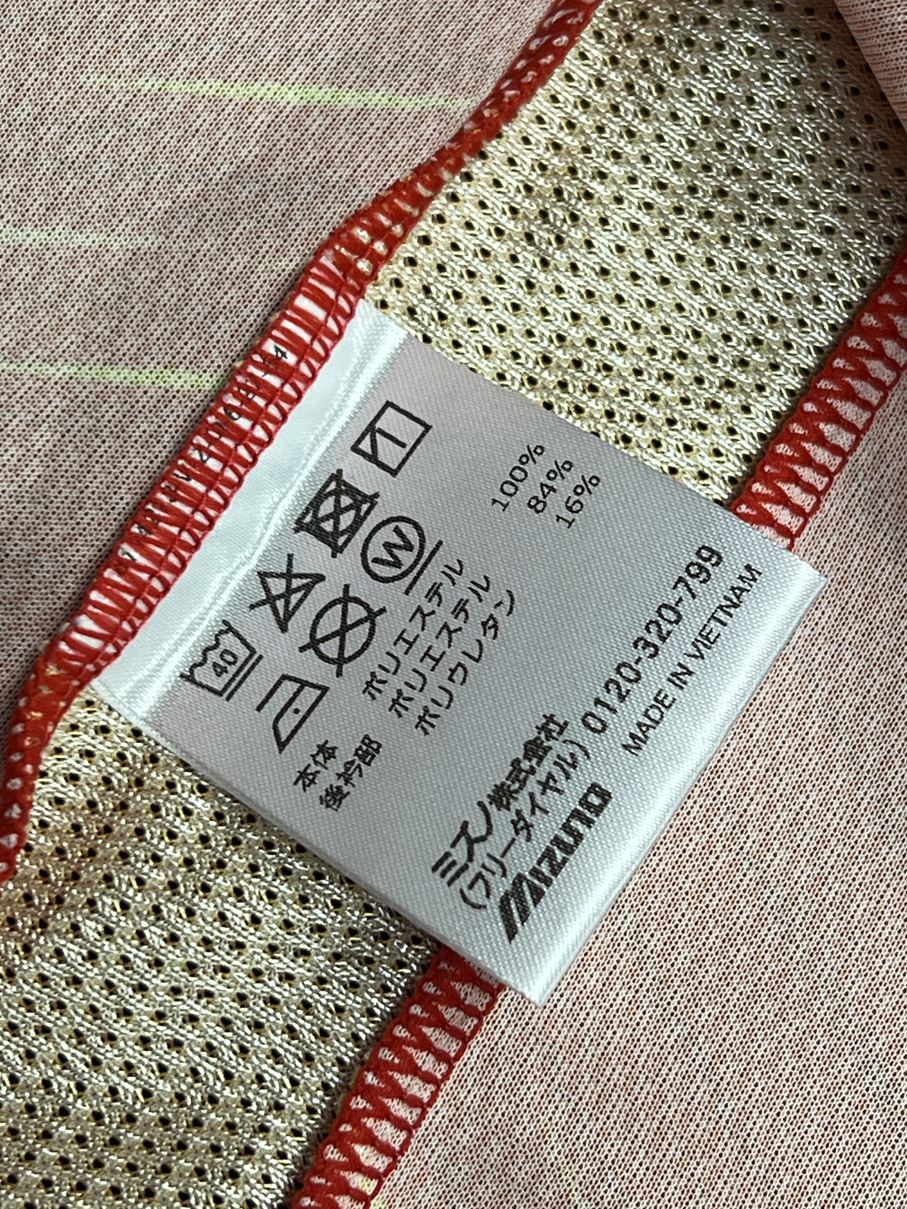 40
W
本体 ポリエステル 100%
後衿部 ポリエステル 84%
ポリウレタン 16%
ミズノ株式会社
(フリーダイヤル) 0120-320-799
Mizuno MADE IN VIETNAM